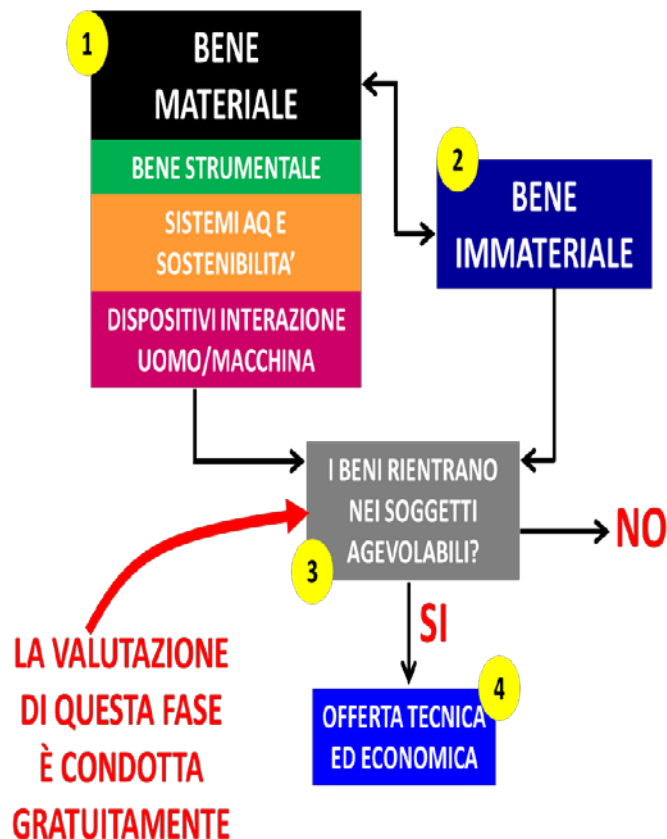 1
BENE
MATERIALE
BENE STRUMENTALE
SISTEMI AQ E
SOSTENIBILITA'
DISPOSITIVI INTERAZIONE
UOMO/MACCHINA
2
BENE
IMMATERIALE
I BENI RIENTRANO
NEI SOGGETTI
AGEVOLABILI?
3
NO
SI
LA VALUTAZIONE
DI QUESTA FASE
È CONDOTTA
GRATUITAMENTE
4
OFFERTA TECNICA
ED ECONOMICA